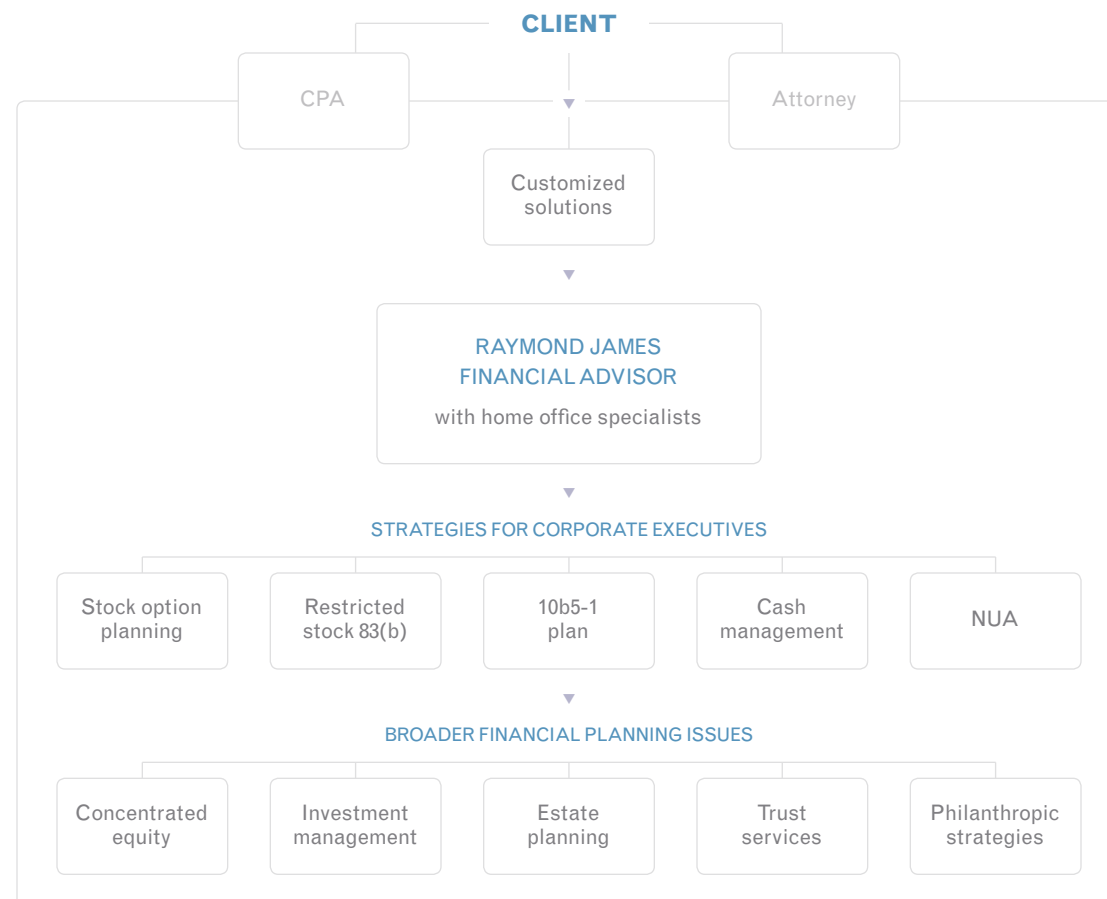 CLIENT
CPA
Attorney
Customized
solutions
RAYMOND JAMES
FINANCIAL ADVISOR
with home office specialists
STRATEGIES FOR CORPORATE EXECUTIVES
Stock option
planning
Restricted
stock 83(b)
10b5-1
plan
Cash
management
NUA
BROADER FINANCIAL PLANNING ISSUES
Concentrated
equity
Investment
management
Estate
planning
Trust
services
Philanthropic
strategies